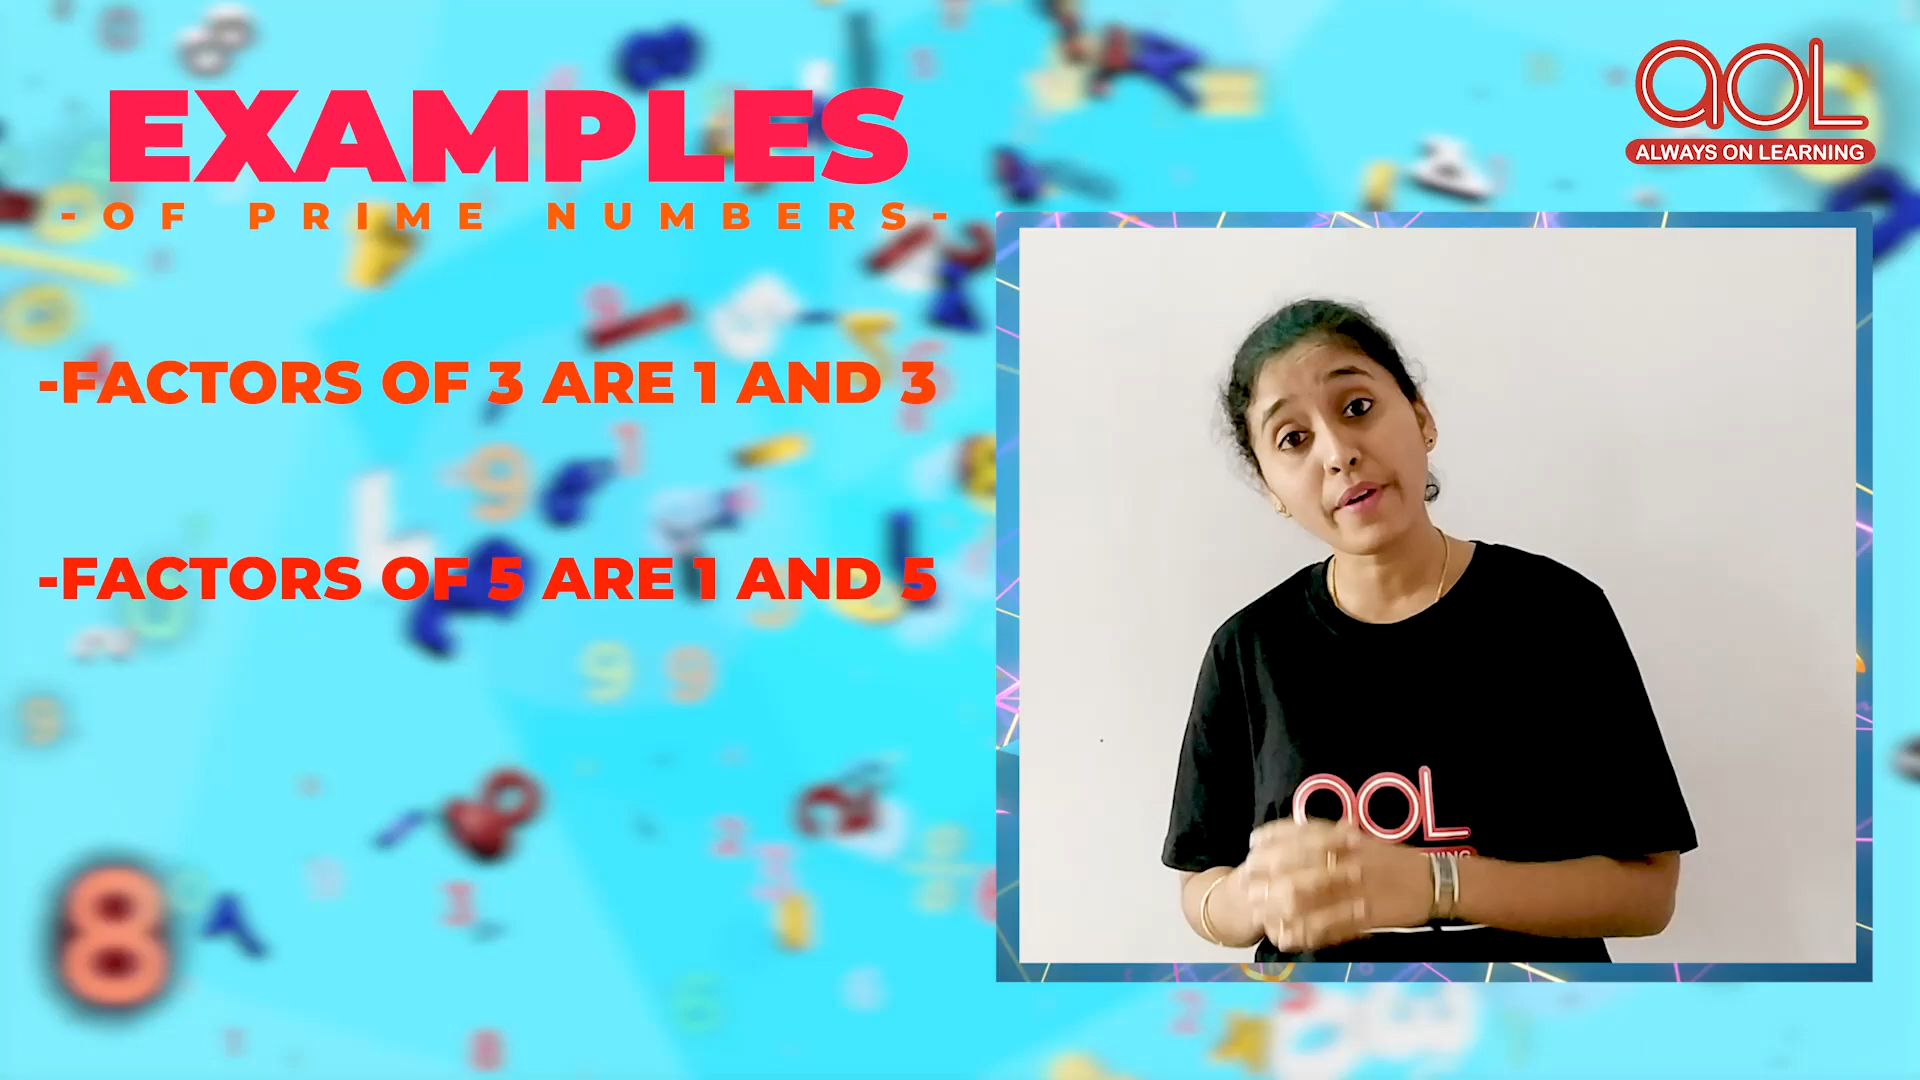 EXAMPLES
-OF PRIME NUMBERS-
-FACTORS OF 3 ARE 1 AND 3
-FACTORS OF 5 ARE 1 AND 5
aoL
ALWAYS ON LEARNING
aoL